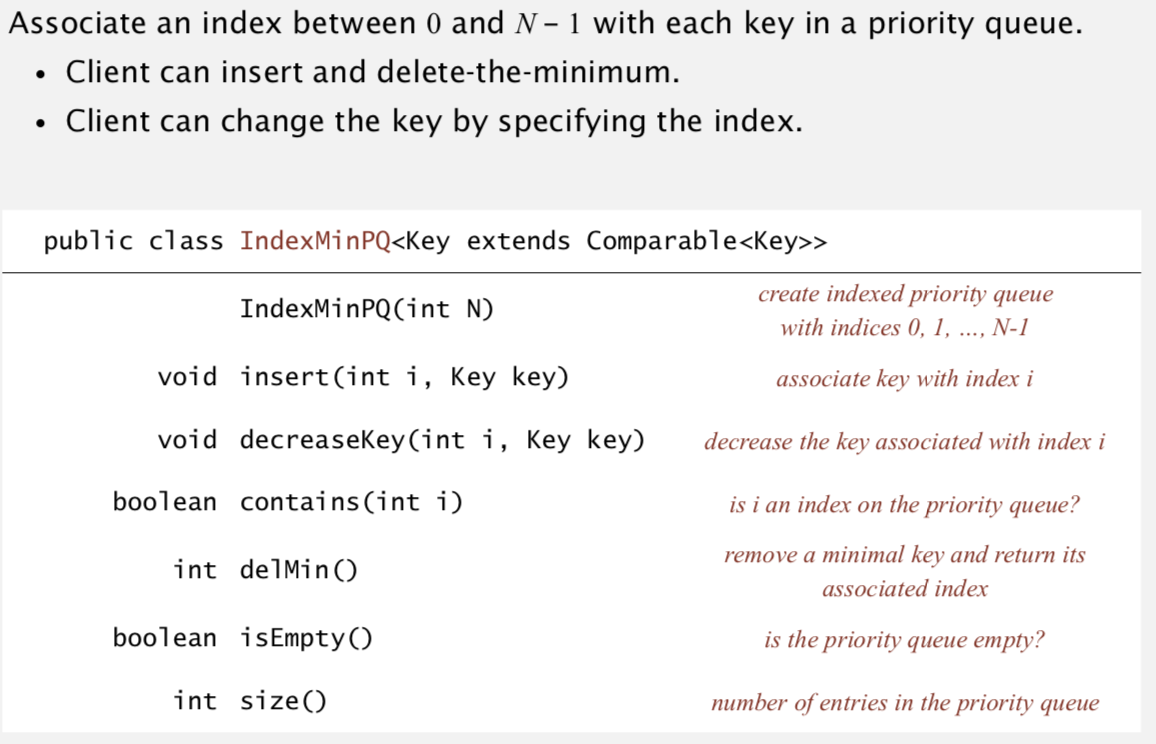 Associate an index between 0 and N – 1 with each key in a priority queue.
• Client can insert and delete-the-minimum.
• Client can change the key by specifying the index.
public class IndexMinPQ<Key extends Comparable<Key>>
IndexMinPQ(int N) create indexed priority queue
with indices 0, 1, ..., N-1
void insert(int i, Key key) associate key with index i
void decreaseKey(int i, Key key) decrease the key associated with index i
boolean contains(int i) is i an index on the priority queue?
int delMin() remove a minimal key and return its
associated index
boolean isEmpty() is the priority queue empty?
int size() number of entries in the priority queue